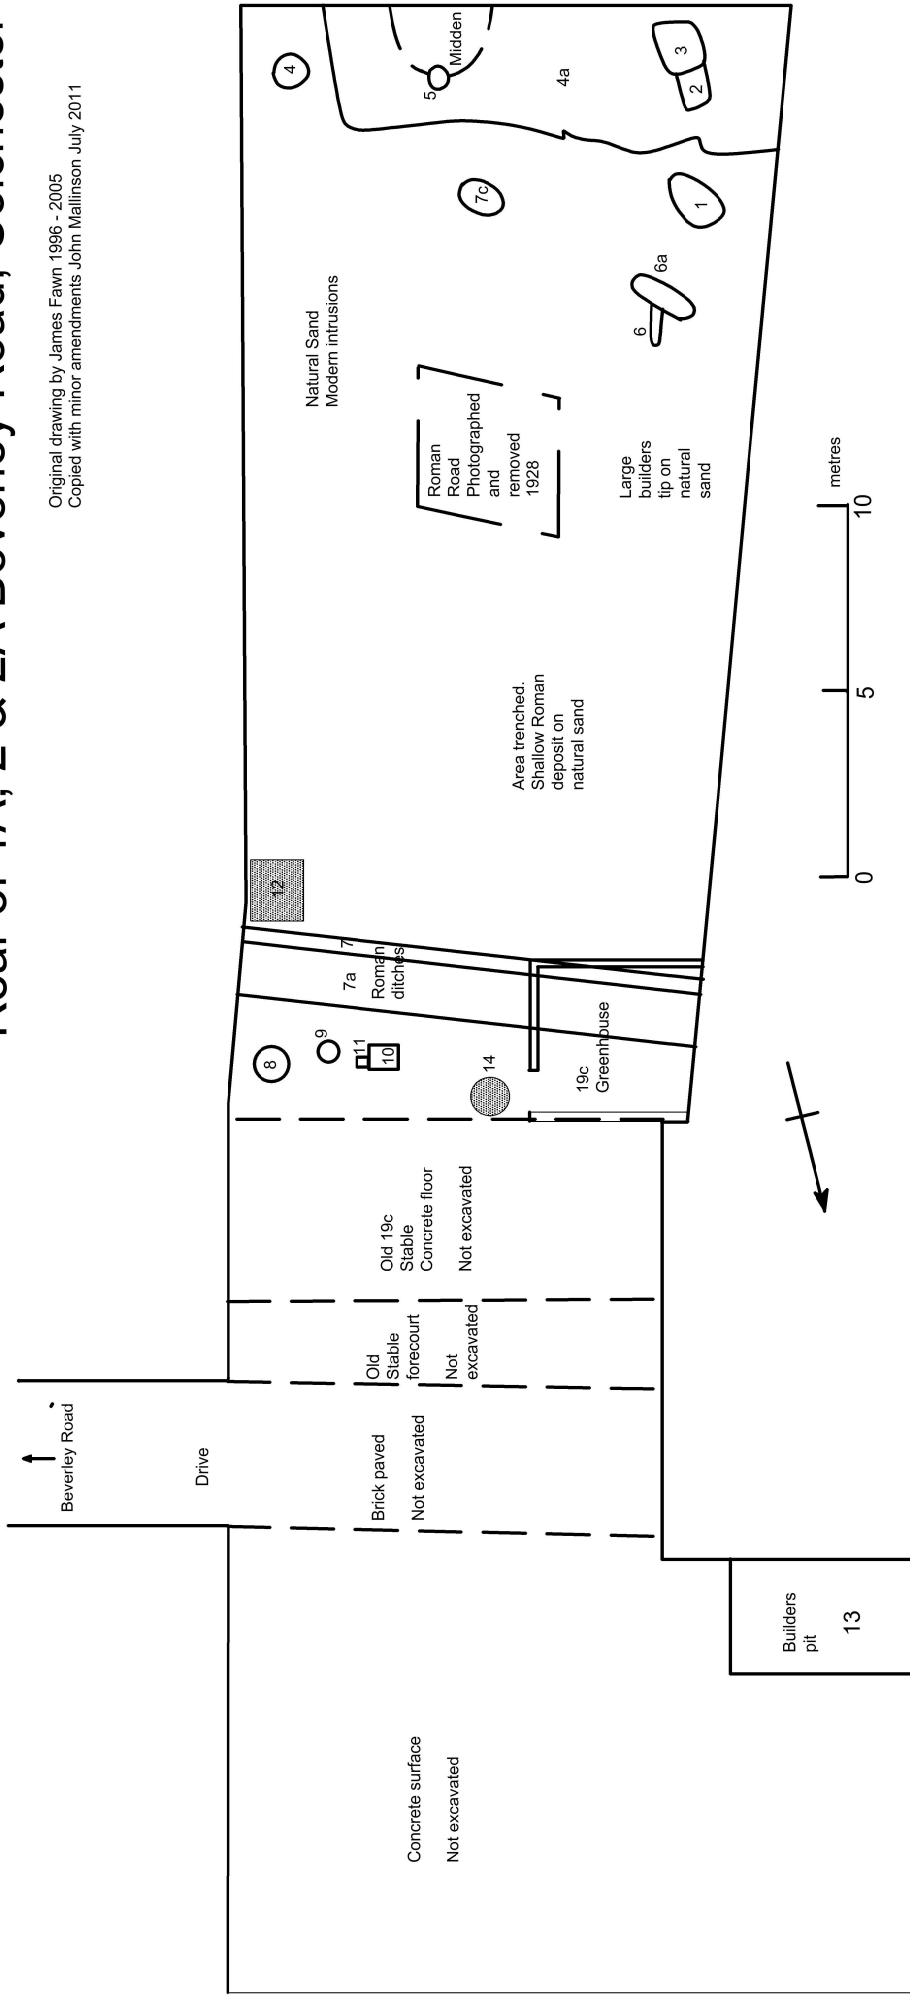 Rear of 1A, 2 & 2A Beverley Road, Colchester
Original drawing by James Fawn 1996 - 2005
Copied with minor amendments John Mallinson July 2011
Beverley Road
Drive
Concrete surface
Not excavated
Brick paved
Not excavated
Old
Stable
forecourt
Not
excavated
Old 19c
Stable
Concrete floor
Not excavated
8
9
11
10
14
7a
7
Roman
ditches
19c
Greenhouse
12
Area trenched.
Shallow Roman
deposit on
natural sand
Natural Sand
Modern intrusions
Roman
Road
Photographed
and
removed
1928
Large
builders
tip on
natural
sand
6
6a
7c
1
4
5
Midden
4a
2
3
Builders
pit
13
metres
0
5
10